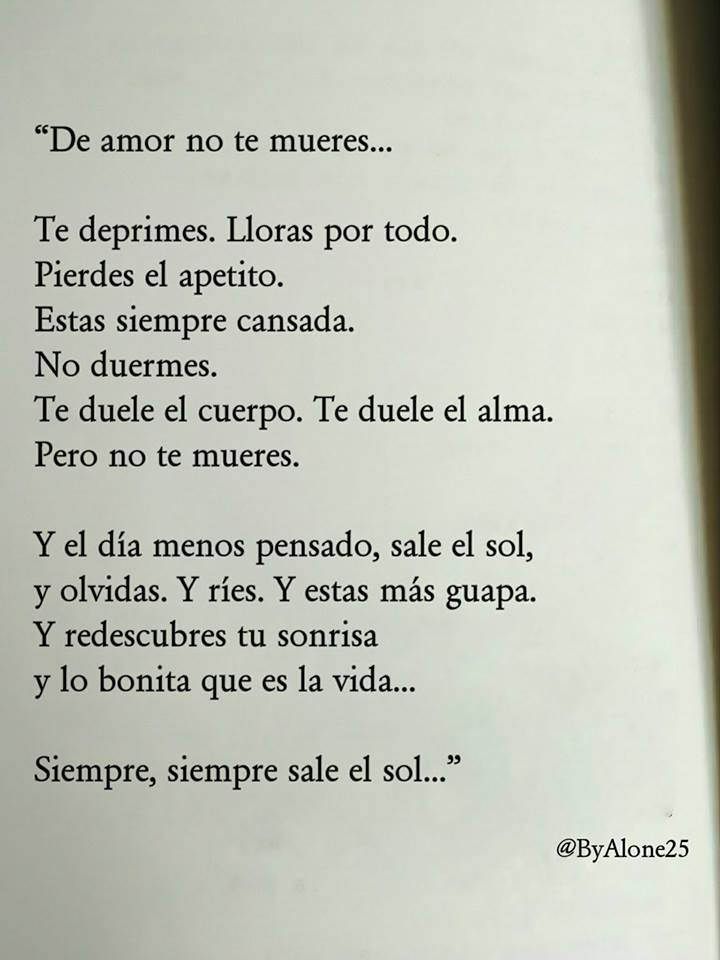 “De amor no te mueres...
Te deprimes. Lloras por todo.
Pierdes el apetito.
Estas siempre cansada.
No duermes.
Te duele el cuerpo. Te duele el alma.
Pero no te mueres.
Y el día menos pensado, sale el sol,
y olvidas. Y ríes. Y estas más guapa.
Y redescubres tu sonrisa
y lo bonita que es la vida...
Siempre, siempre sale el sol...”
@ByAlone25